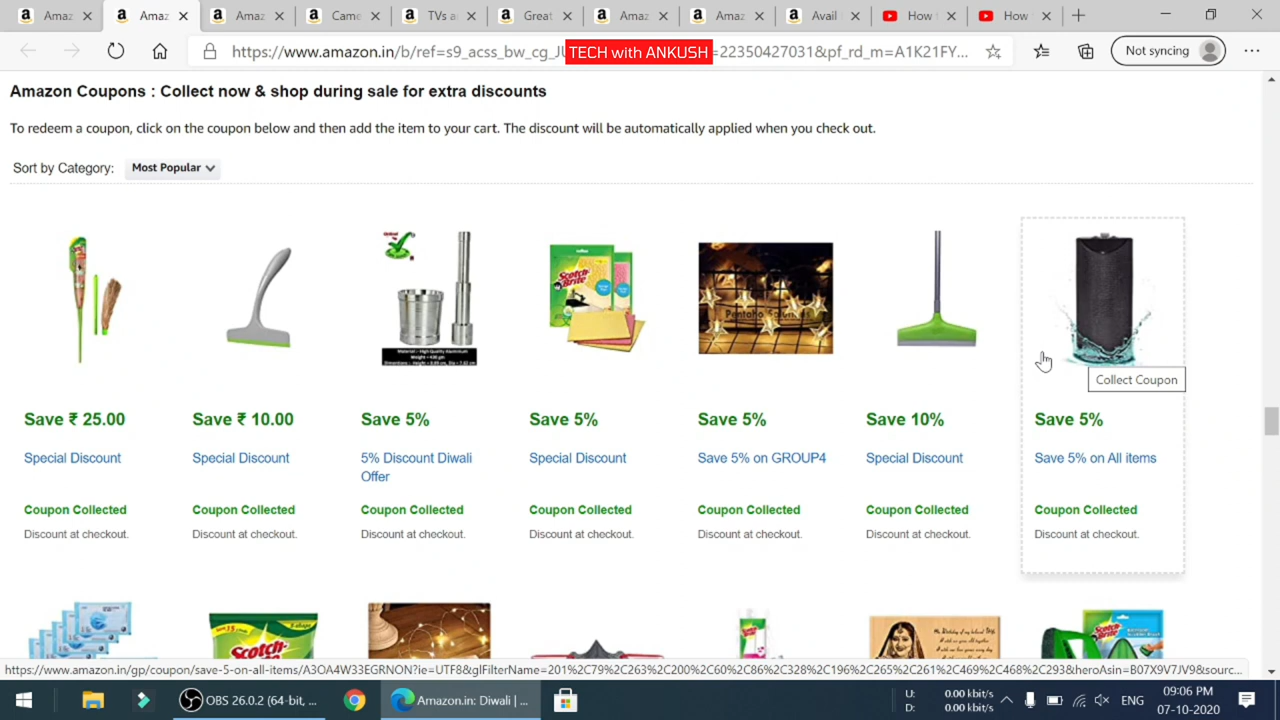 Amaz Amaz Amaz Came TVs a Great Amaz Amaz Avail How t How
https://www.amazon.in/b/ref=s9_acss_bw_cg_JU TECH with ANKUSH =22350427031&pf_rd_m=A1K21FY... Not syncing
Amazon Coupons : Collect now & shop during sale for extra discounts
To redeem a coupon, click on the coupon below and then add the item to your cart. The discount will be automatically applied when you check out.
Sort by Category: Most Popular
Scotch Brite
Collect Coupon
Save ₹ 25.00 Save ₹ 10.00 Save 5% Save 5% Save 5% Save 10% Save 5%
Special Discount Special Discount 5% Discount Diwali Special Discount Save 5% on GROUP4 Special Discount Save 5% on All items
Offer
Coupon Collected Coupon Collected Coupon Collected Coupon Collected Coupon Collected Coupon Collected Coupon Collected
Discount at checkout. Discount at checkout. Discount at checkout. Discount at checkout. Discount at checkout. Discount at checkout. Discount at checkout.
Scotch
https://www.amazon.in/gp/coupon/save-5-on-all-items/A3OA4W33EGRNON?ie=UTF8&glFilterName=201%2C79%2C263%2C200%2C60%2C86%2C328%2C196%2C265%2C261%2C469%2C468%2C293&heroAsin=B07X9V7JV9&sourc...
OBS 26.0.2 (64-bit, ... Amazon.in: Diwali | ... U: 0.00 kbit/s ENG 09:06 PM
D: 0.00 kbit/s 07-10-2020